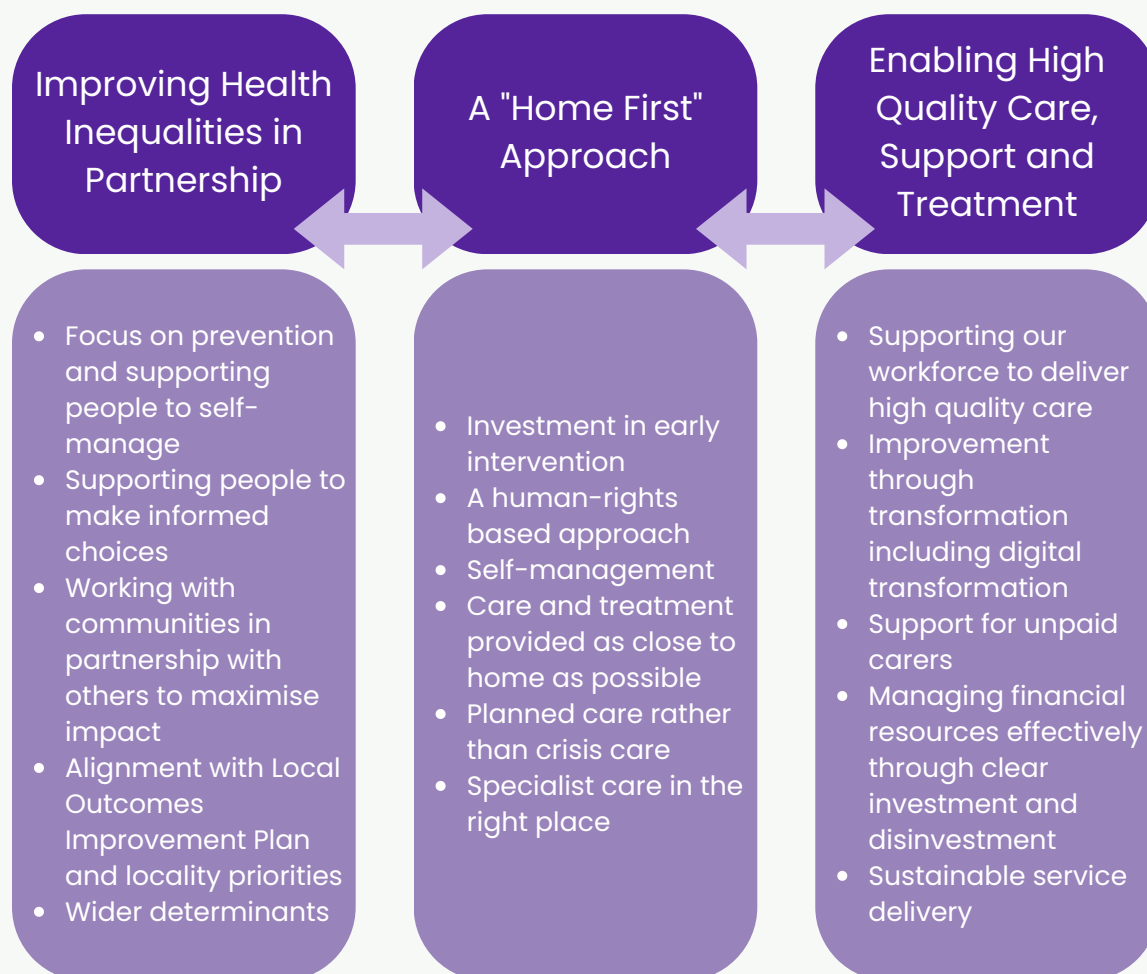 Improving Health
Inequalities in
Partnership
• Focus on prevention
and supporting
people to self-
manage
• Supporting people to
make informed
choices
• Working with
communities in
partnership with
others to maximise
impact
• Alignment with Local
Outcomes
Improvement Plan
and locality priorities
• Wider determinants
A "Home First"
Approach
• Investment in early
intervention
• A human-rights
based approach
• Self-management
• Care and treatment
provided as close to
home as possible
• Planned care rather
than crisis care
• Specialist care in the
right place
Enabling High
Quality Care,
Support and
Treatment
• Supporting our
workforce to deliver
high quality care
• Improvement
through
transformation
including digital
transformation
• Support for unpaid
carers
• Managing financial
resources effectively
through clear
investment and
disinvestment
• Sustainable service
delivery